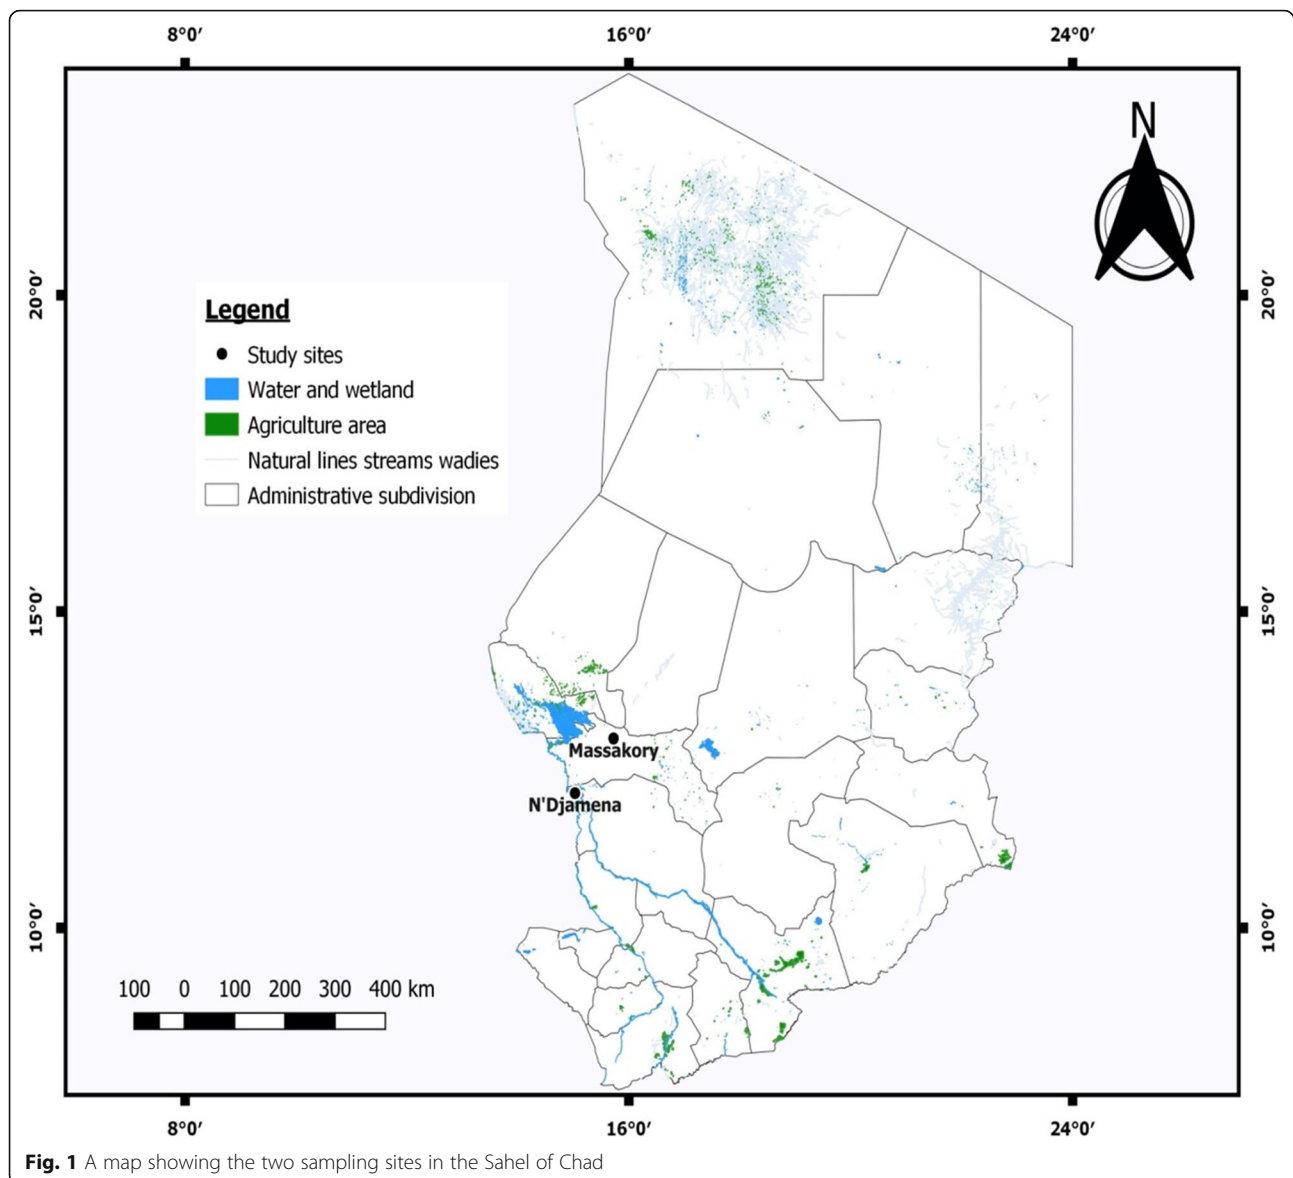 8°0′ 16°0′ 24°0′
N
20°0′ 20°0′
Legend
Study sites
Water and wetland
Agriculture area
Natural lines streams wadies
Administrative subdivision
15°0′ 15°0′
Massakory
N'Djamena
10°0′ 10°0′
100 0 100 200 300 400 km
8°0′ 16°0′ 24°0′
Fig. 1 A map showing the two sampling sites in the Sahel of Chad